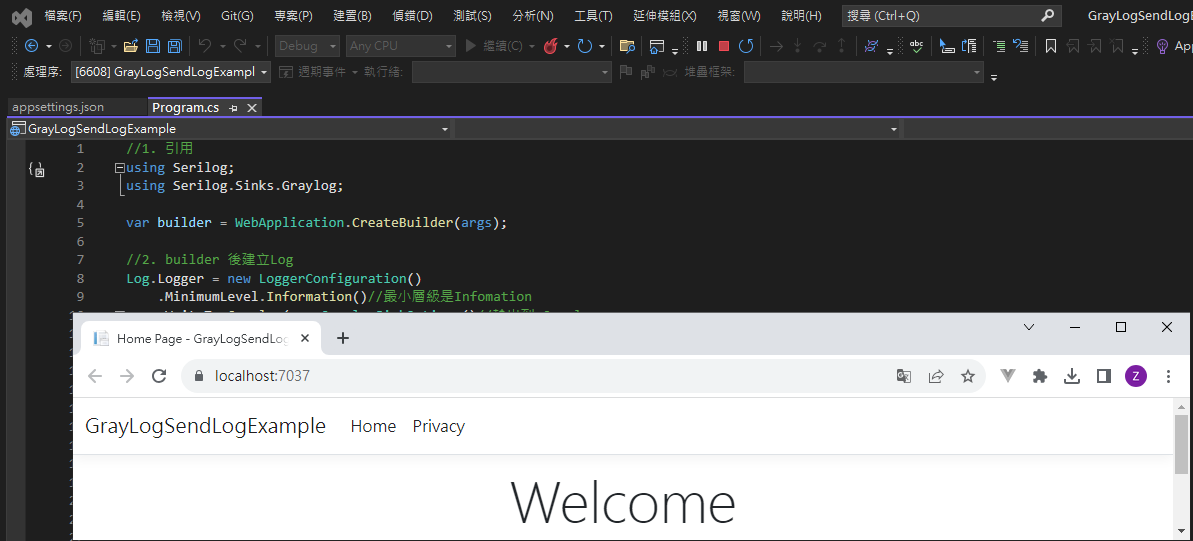 檔案(F) 編輯(E) 檢視(V) Git(G) 專案(P) 建置(B) 偵錯(D) 測試(S) 分析(N) 工具(T) 延伸模組(X) 視窗(W) 說明(H) 搜尋 (Ctrl+Q) GrayLogSendLogE
Debug Any CPU 繼續(C) abc App
處理序: [6608] GrayLogSendLogExampl 週期事件 執行緒: 堆疊框架:
appsettings.json Program.cs
GrayLogSendLogExample
1 //1. 引用
2 using Serilog;
3 using Serilog.Sinks.Graylog;
4
5 var builder = WebApplication.CreateBuilder(args);
6
7 //2. builder 後建立Log
8 Log.Logger = new LoggerConfiguration()
9 .MinimumLevel.Information()//最小層級是Infomation
Home Page - GrayLogSendLog
localhost:7037
Z
GrayLogSendLogExample Home Privacy
Welcome